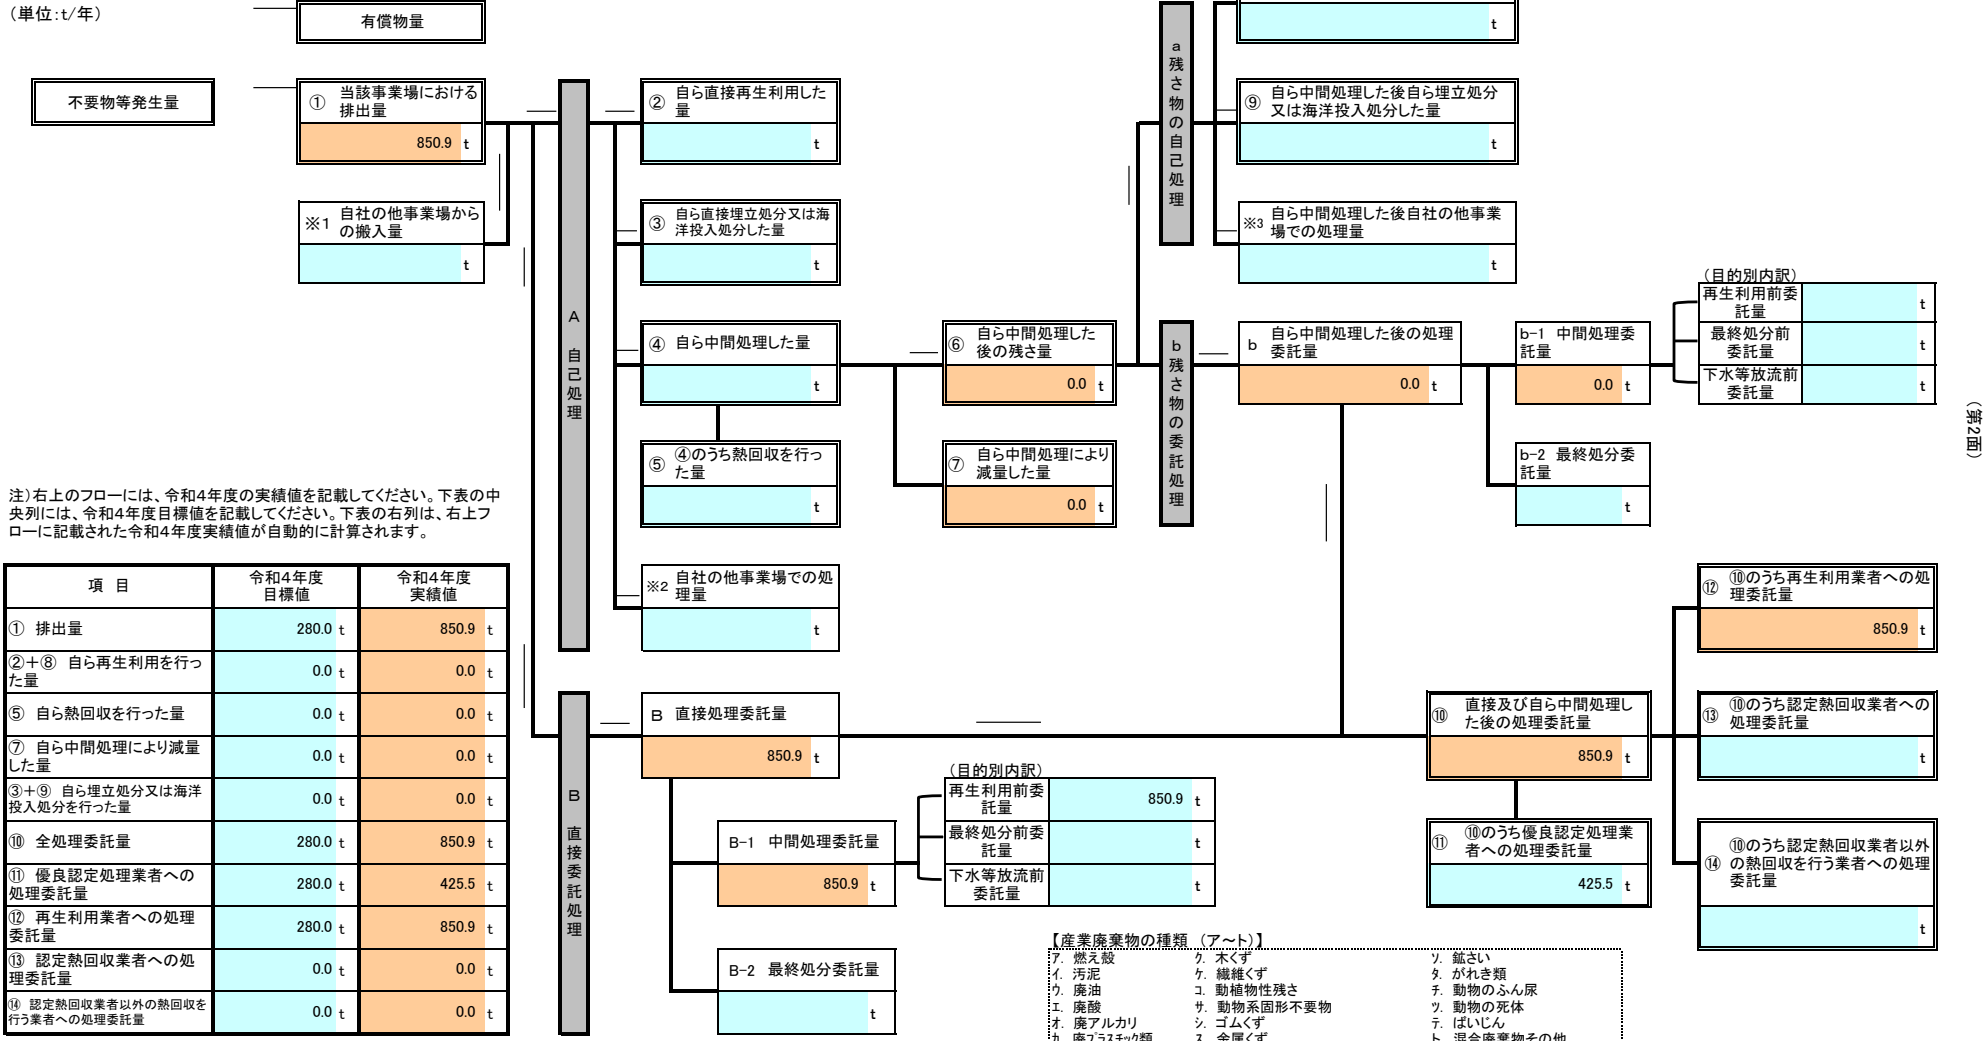 (単位:t/年)
有償物量
t
不要物等発生量
① 当該事業場における
排出量
850.9 t
※1 自社の他事業場から
の搬入量
t
A 自己処理
② 自ら直接再生利用した
量
t
③ 自ら直接埋立処分又は海
洋投入処分した量
t
④ 自ら中間処理した量
t
⑤ ④のうち熱回収を行っ
た量
t
※2 自社の他事業場での処
理量
t
⑥ 自ら中間処理した
後の残さ量
0.0 t
⑦ 自ら中間処理により
減量した量
0.0 t
a 残さ物の自己処理
⑨ 自ら中間処理した後自ら埋立処分
又は海洋投入処分した量
t
※3 自ら中間処理した後自社の他事業
場での処理量
t
b 残さ物の委託処理
b 自ら中間処理した後の処理
委託量
0.0 t
b-1 中間処理委
託量
0.0 t
b-2 最終処分委
託量
t
(目的別内訳)
再生利用前委
託量 t
最終処分前
委託量 t
下水等放流前
委託量 t
(第2面)
注)右上のフローには、令和4年度の実績値を記載してください。下表の中
央列には、令和4年度目標値を記載してください。下表の右列は、右上フ
ローに記載された令和4年度実績値が自動的に計算されます。
項 目 令和4年度
目標値 令和4年度
実績値
① 排出量 280.0 t 850.9 t
②+⑧ 自ら再生利用を行っ
た量 0.0 t 0.0 t
⑤ 自ら熱回収を行った量 0.0 t 0.0 t
⑦ 自ら中間処理により減量
した量 0.0 t 0.0 t
③+⑨ 自ら埋立処分又は海洋
投入処分を行った量 0.0 t 0.0 t
⑩ 全処理委託量 280.0 t 850.9 t
⑪ 優良認定処理業者への
処理委託量 280.0 t 425.5 t
⑫ 再生利用業者への処理
委託量 280.0 t 850.9 t
⑬ 認定熱回収業者への処
理委託量 0.0 t 0.0 t
⑭ 認定熱回収業者以外の熱回収を
行う業者への処理委託量 0.0 t 0.0 t
B 直接委託処理
B 直接処理委託量
850.9 t
B-1 中間処理委託量
850.9 t
B-2 最終処分委託量
t
(目的別内訳)
再生利用前委
託量 850.9 t
最終処分前委
託量 t
下水等放流前
委託量 t
⑩ 直接及び自ら中間処理し
た後の処理委託量
850.9 t
⑪ ⑩のうち優良認定処理業
者への処理委託量
425.5 t
⑫ ⑩のうち再生利用業者への処
理委託量
850.9 t
⑬ ⑩のうち認定熱回収業者への
処理委託量
t
⑭ ⑩のうち認定熱回収業者以外
の熱回収を行う業者への処理
委託量
t
【産業廃棄物の種類 (ア~ト)】
ア. 燃え殻 ク. 木くず ソ. 鉱さい
イ. 汚泥 ケ. 繊維くず タ. がれき類
ウ. 廃油 コ. 動植物性残さ チ. 動物のふん尿
エ. 廃酸 サ. 動物系固形不要物 ツ. 動物の死体
オ. 廃アルカリ シ. ゴムくず テ. ばいじん
カ. 廃プラスチック類 ス. 金属くず ト. 混合廃棄物その他